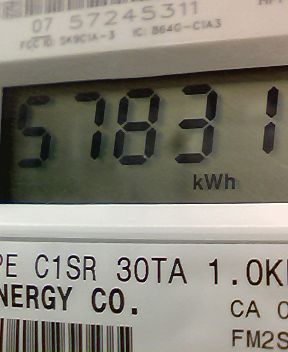 07 57245311
FCC ID: SK9C1A-3 IC: 864G-C1A3
57831
kWh
PE C1SR 30TA 1.0K
NERGY CO.
CA 0
FM2S